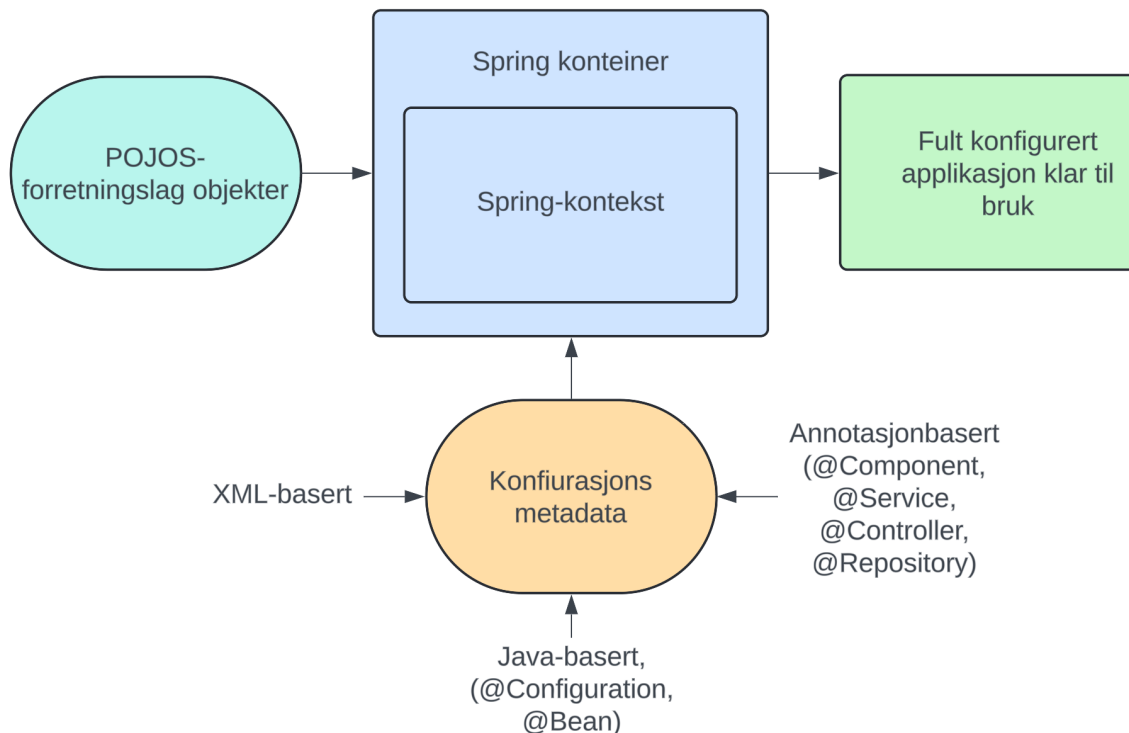 Spring konteiner
POJOS-
forretningslag objekter
Spring-kontekst
Fult konfigurert
applikasjon klar til
bruk
XML-basert
Konfiurasjons
metadata
Annotasjonbasert
(@Component,
@Service,
@Controller,
@Repository)
Java-basert,
(@Configuration,
@Bean)